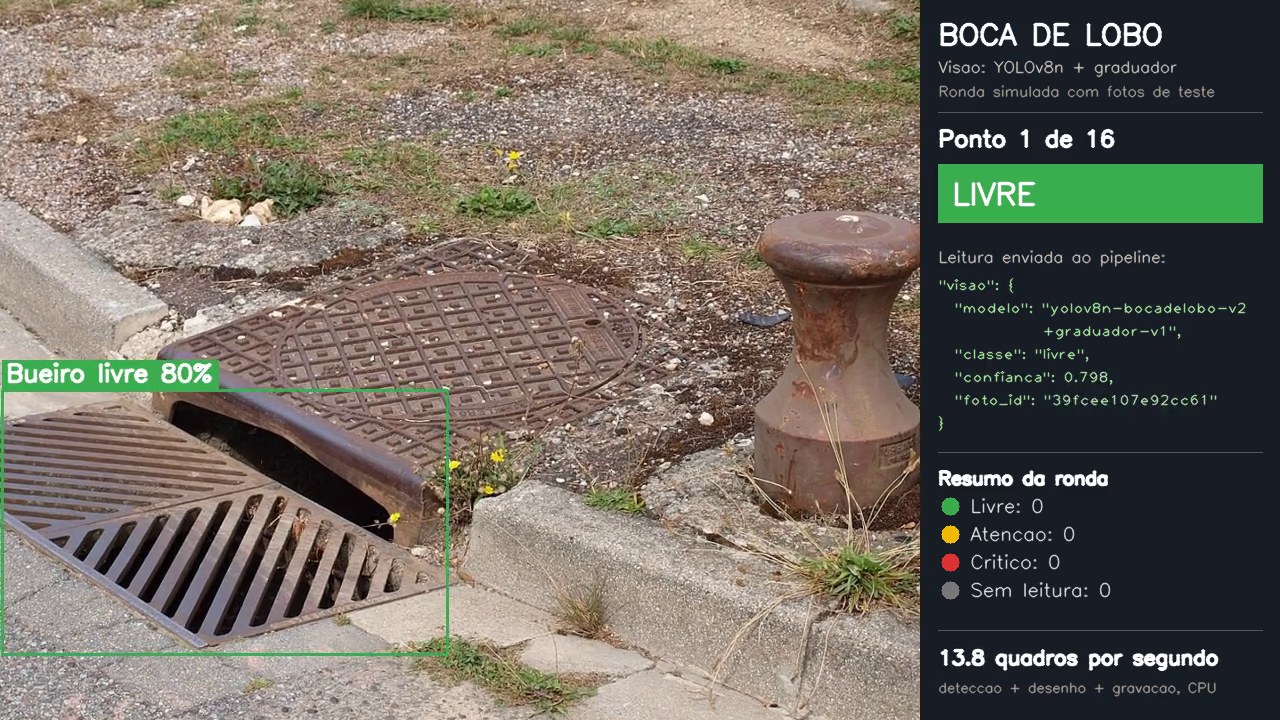 BOCA DE LOBO
Visao: YOLOv8n + graduador
Ronda simulada com fotos de teste
Ponto 1 de 16
LIVRE
Leitura enviada ao pipeline:
"visao": {
"modelo": "yolov8n-bocadelobo-v2
+graduador-v1",
"classe": "livre",
"confianca": 0.798,
"foto_id": "39fcee107e92cc61"
}
Bueiro livre 80%
Resumo da ronda
Livre: 0
Atencao: 0
Critico: 0
Sem leitura: 0
13.8 quadros por segundo
deteccao + desenho + gravacao, CPU